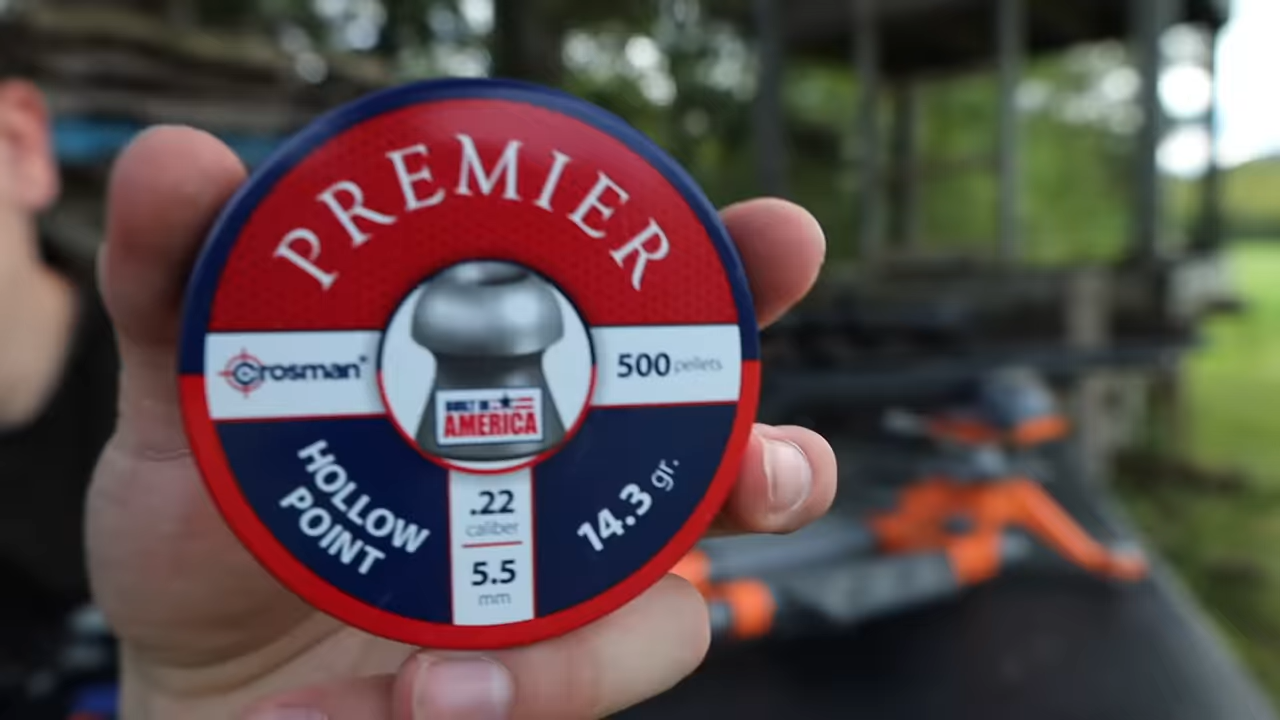 PREMIER
Crosman®
500 pellets
BUILT IN
AMERICA
HOLLOW
POINT
.22
caliber
5.5
mm
14.3 gr.